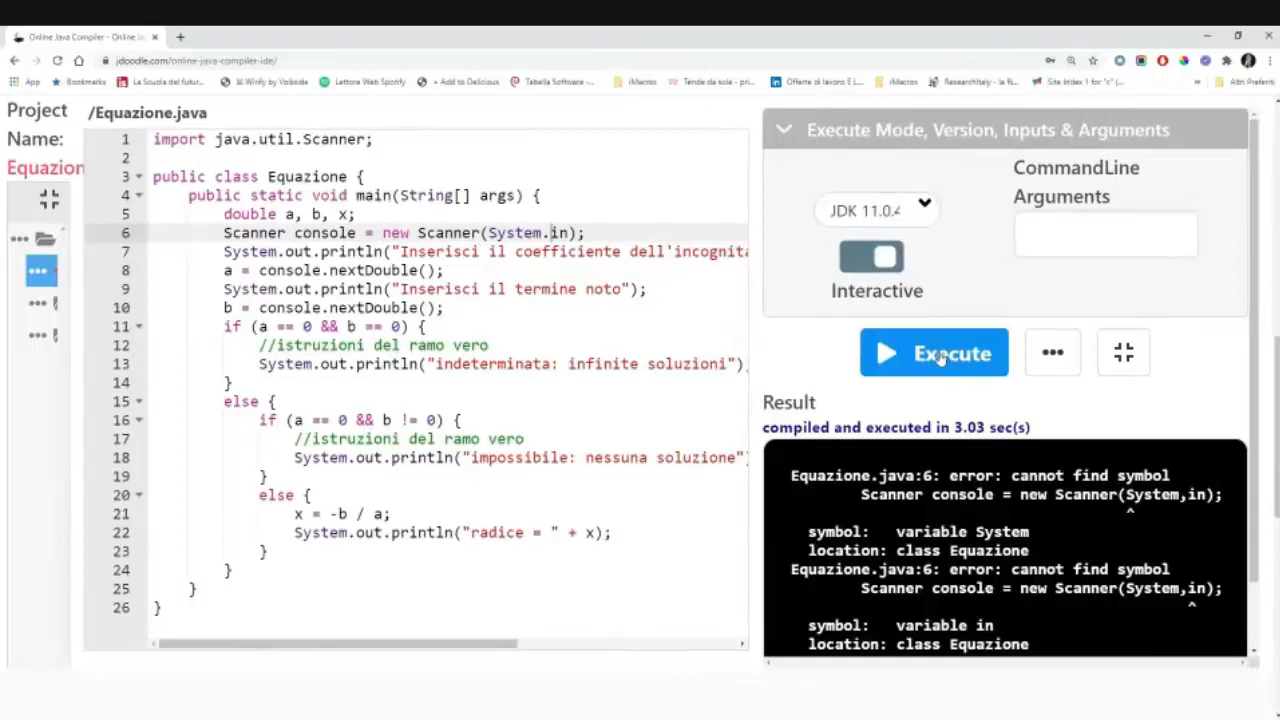 Online Java Compiler - Online Ja
jdoodle.com/online-java-compiler-ide/
App
Bookmarks
La Scuola del futur...
Wirify by Volkside
Lettore Web Spotify
+ Add to Delicious
Tabella Software -...
iMacros
Tende da sole - pri...
Offerte di lavoro E L...
iMacros
ResearchItaly - la Ri...
Site Index 1 for "c" (...
Altri Preferiti
Project
Name:
Equazion
/Equazione.java
1 import java.util.Scanner;
2
3 public class Equazione {
4 public static void main(String[] args) {
5 double a, b, x;
6 Scanner console = new Scanner(System.in);
7 System.out.println("Inserisci il coefficiente dell'incognita
8 a = console.nextDouble();
9 System.out.println("Inserisci il termine noto");
10 b = console.nextDouble();
11 if (a == 0 && b == 0) {
12 //istruzioni del ramo vero
13 System.out.println("indeterminata: infinite soluzioni");
14 }
15 else {
16 if (a == 0 && b != 0) {
17 //istruzioni del ramo vero
18 System.out.println("impossibile: nessuna soluzione")
19 }
20 else {
21 x = -b / a;
22 System.out.println("radice = " + x);
23 }
24 }
25 }
26 }
Execute Mode, Version, Inputs & Arguments
JDK 11.0.4
Interactive
CommandLine
Arguments
Execute
Result
compiled and executed in 3.03 sec(s)
Equazione.java:6: error: cannot find symbol
Scanner console = new Scanner(System,in);
^
symbol: variable System
location: class Equazione
Equazione.java:6: error: cannot find symbol
Scanner console = new Scanner(System,in);
^
symbol: variable in
location: class Equazione